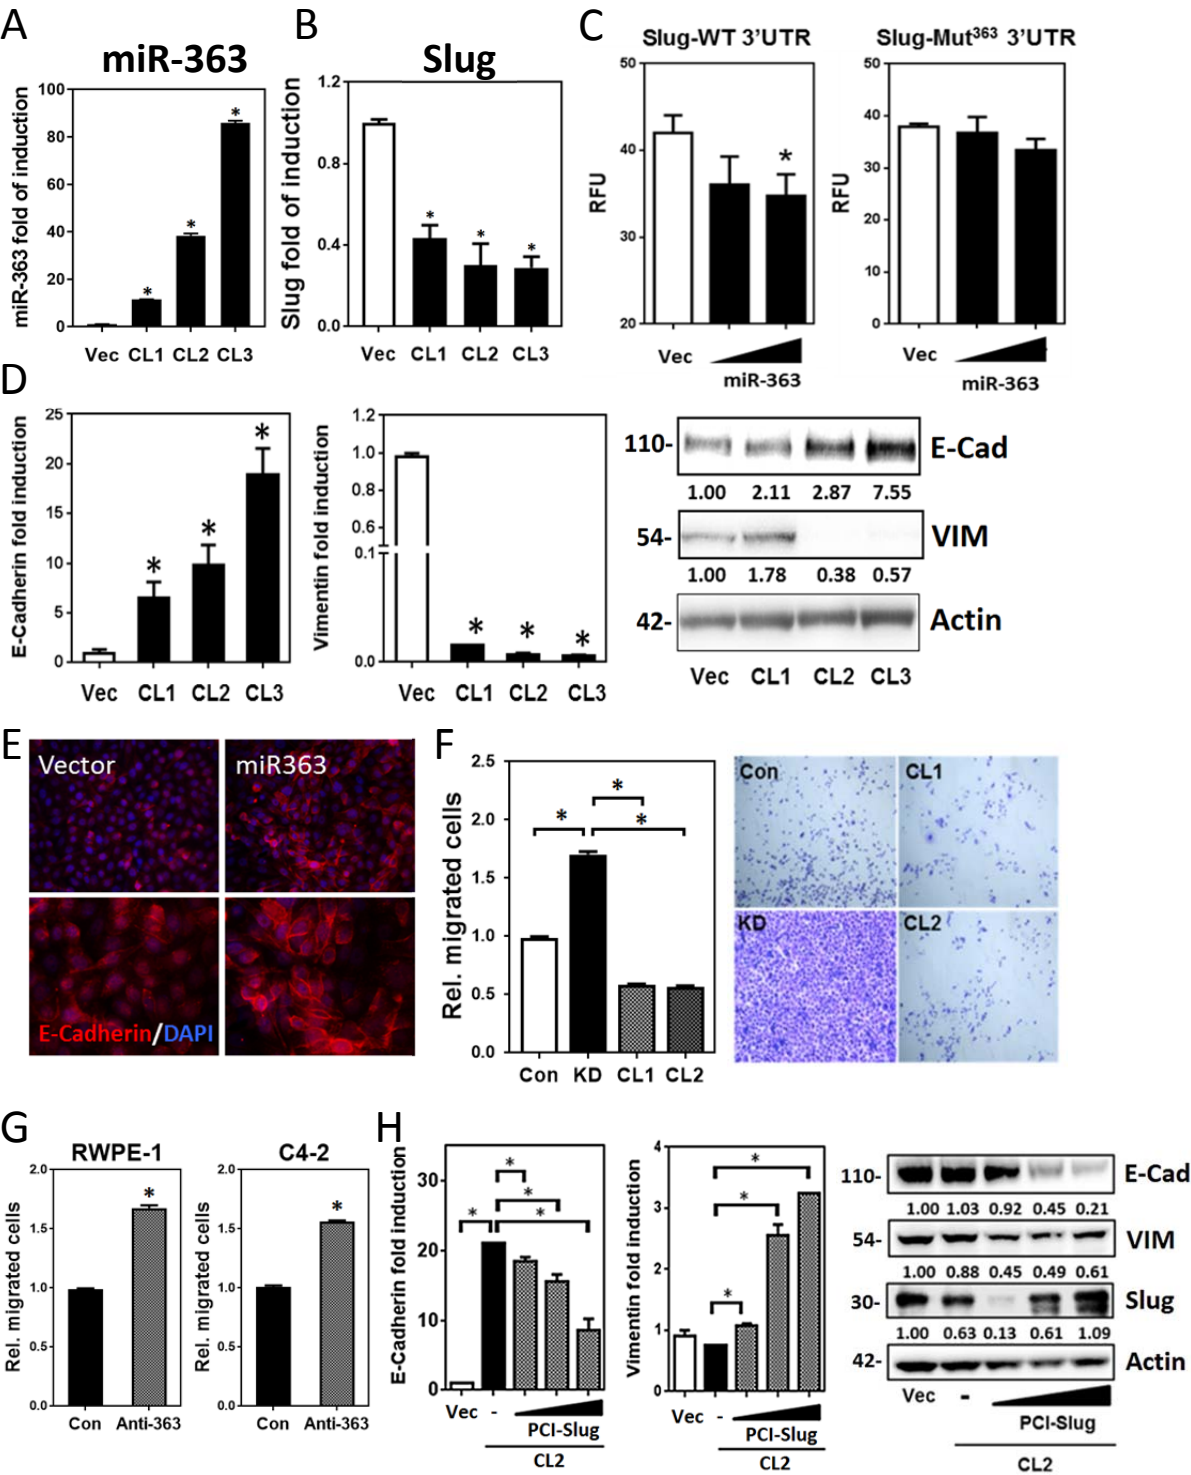 A
miR-363
miR-363 fold of induction
100
80
60
40
20
0
*
*
*
Vec CL1 CL2 CL3
B
Slug
Slug fold of induction
1.2
0.8
0.4
0.0
*
*
*
Vec CL1 CL2 CL3
C
Slug-WT 3’UTR
RFU
50
40
30
20
*
Vec
miR-363
Slug-Mut363 3’UTR
RFU
50
40
30
20
10
0
Vec
miR-363
D
E-Cadherin fold induction
25
20
15
10
5
0
*
*
*
Vec CL1 CL2 CL3
Vimentin fold induction
1.2
1.0
0.8
0.6
0.1
0.0
*
*
*
Vec CL1 CL2 CL3
110- E-Cad
1.00 2.11 2.87 7.55
54- VIM
1.00 1.78 0.38 0.57
42- Actin
Vec CL1 CL2 CL3
E
Vector
miR363
E-Cadherin/DAPI
F
Rel. migrated cells
2.5
2.0
1.5
1.0
0.5
0.0
*
*
*
Con KD CL1 CL2
Con
CL1
KD
CL2
G
RWPE-1
Rel. migrated cells
2.0
1.5
1.0
0.5
0.0
*
Con Anti-363
C4-2
Rel. migrated cells
2.0
1.5
1.0
0.5
0.0
*
Con Anti-363
H
E-Cadherin fold induction
30
20
10
0
*
*
*
*
Vec -
PCI-Slug
CL2
Vimentin fold induction
4
3
2
1
0
*
*
*
Vec -
PCI-Slug
CL2
110- E-Cad
1.00 1.03 0.92 0.45 0.21
54- VIM
1.00 0.88 0.45 0.49 0.61
30- Slug
1.00 0.63 0.13 0.61 1.09
42- Actin
Vec -
PCI-Slug
CL2